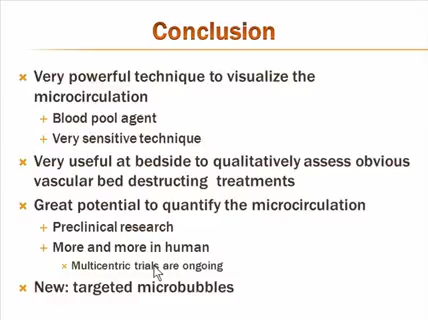 Conclusion
Very powerful technique to visualize the
microcirculation
Blood pool agent
Very sensitive technique
Very useful at bedside to qualitatively assess obvious
vascular bed destructing treatments
Great potential to quantify the microcirculation
Preclinical research
More and more in human
Multicentric trials are ongoing
New: targeted microbubbles